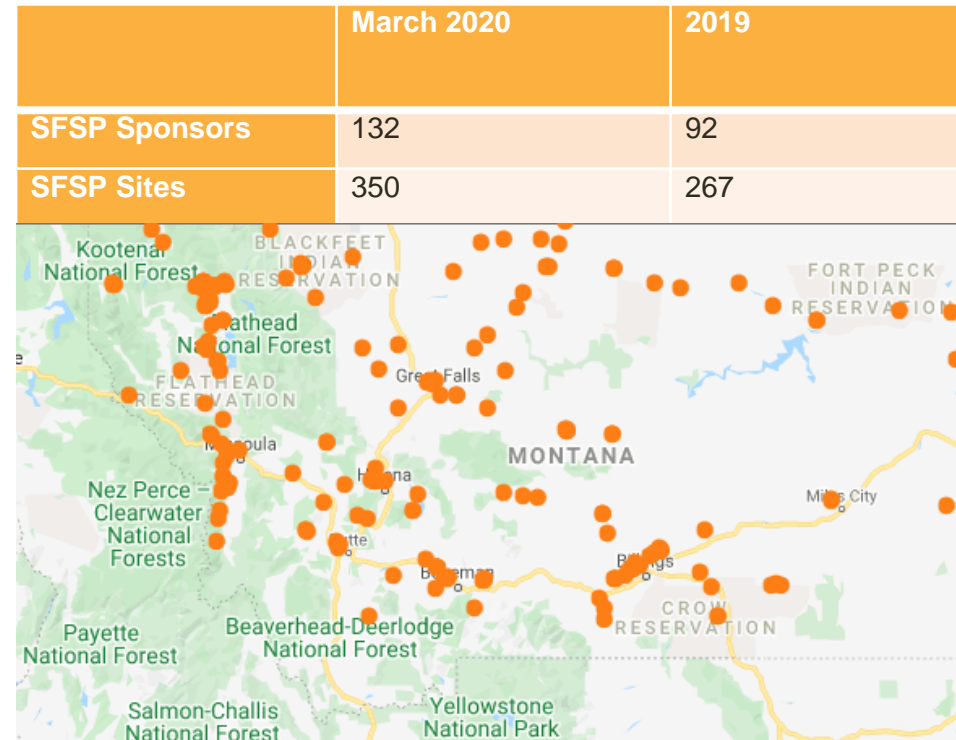 March 2020 2019
SFSP Sponsors 132 92
SFSP Sites 350 267
Kootenai
National Forest
BLACKFEET
INDIAN
RESERVATION
FORT PECK
INDIAN
RESERVATION
Flathead
National Forest
e
FLATHEAD
RESERVATION
Great Falls
Missoula
MONTANA
Helena
Nez Perce –
Clearwater
National
Forests
Miles City
Butte
Bozeman
Billings
CROW
RESERVATION
Payette
National Forest
Beaverhead-Deerlodge
National Forest
Salmon-Challis
National Forest
Yellowstone
National Park